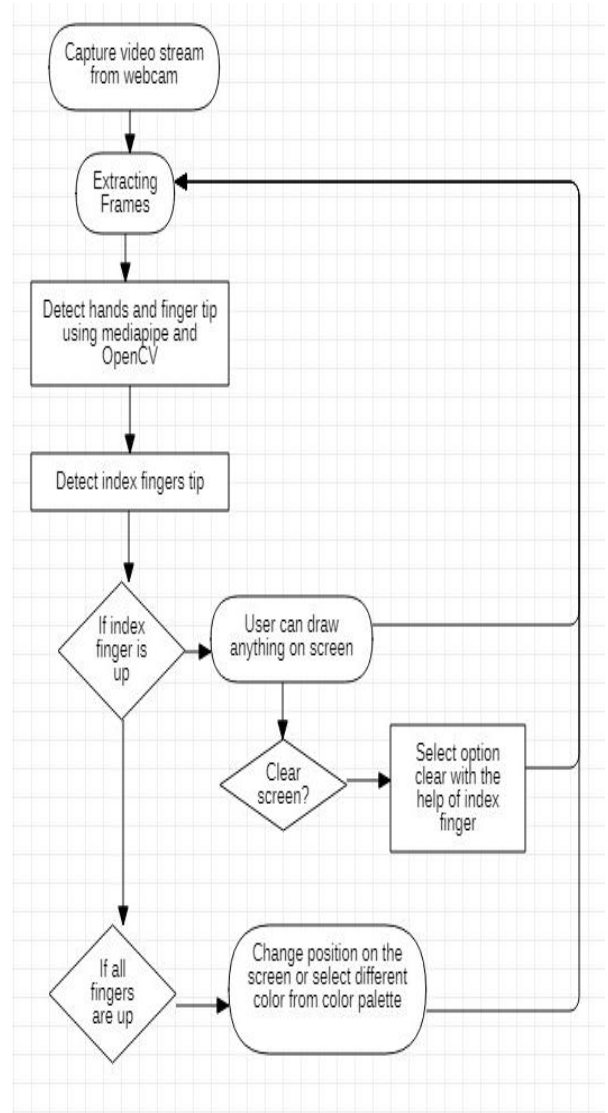 Capture video stream
from webcam
Extracting
Frames
Detect hands and finger tip
using mediapipe and
OpenCV
Detect index fingers tip
If index
finger is
up
User can draw
anything on screen
Clear
screen?
Select option
clear with the
help of index
finger
If all
fingers
are up
Change position on the
screen or select different
color from color palette